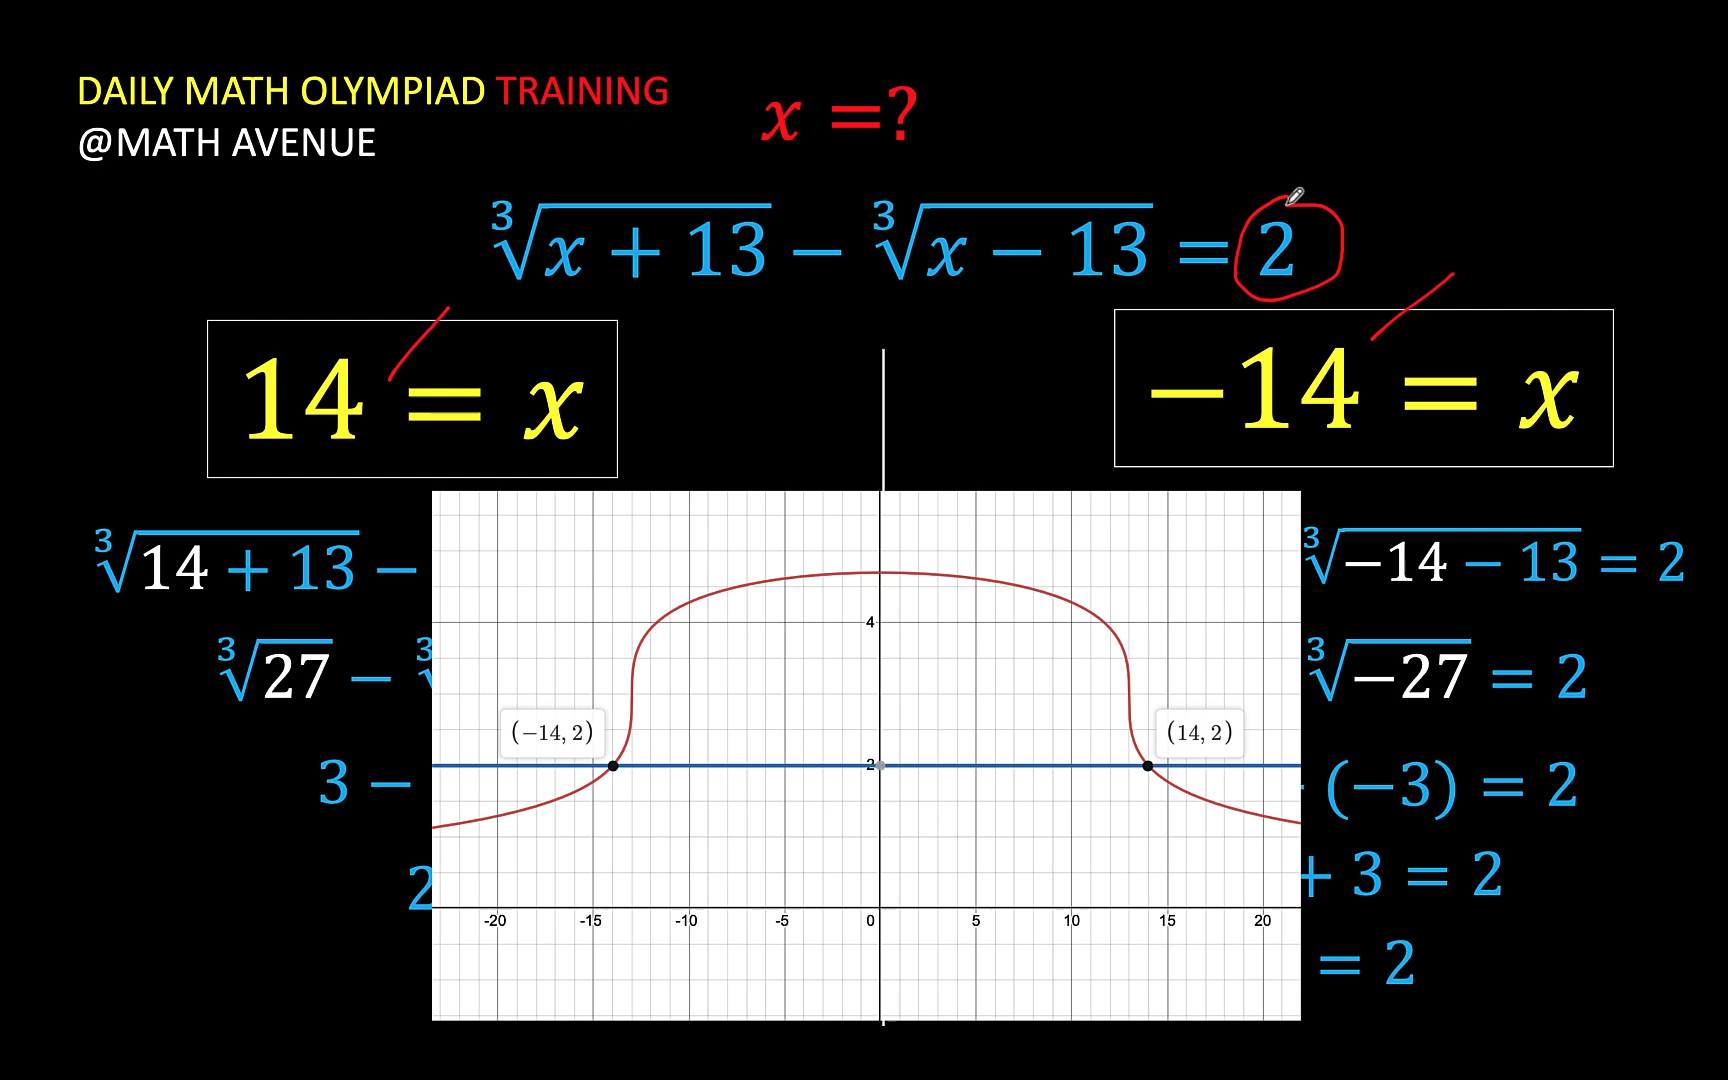 DAILY MATH OLYMPIAD TRAINING
@MATH AVENUE
x =?
∛(x + 13) − ∛(x − 13) = 2
14 = x
−14 = x
∛(14 + 13) −
∛(−14 − 13) = 2
∛27 −
∛−27 = 2
3 −
(−3) = 2
2
+ 3 = 2
= 2
4
(−14, 2)
(14, 2)
2
-20 -15 -10 -5 0 5 10 15 20